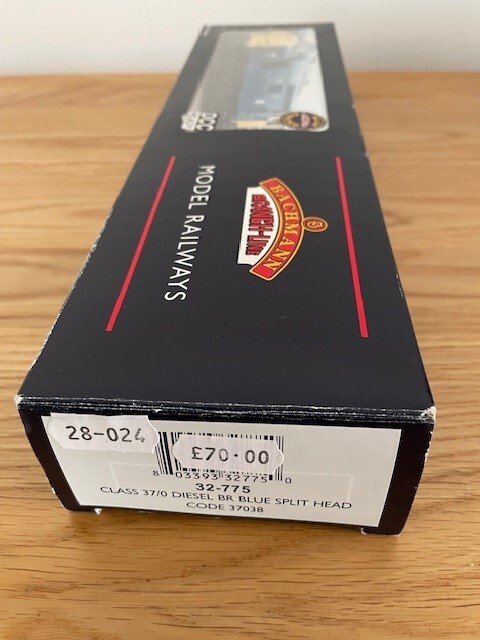 DCC
BACHMANN
BRANCH-LINE
MODEL RAILWAYS
28-024
£70·00
8 03393 32775 0
32-775
CLASS 37/0 DIESEL BR BLUE SPLIT HEAD
CODE 37038